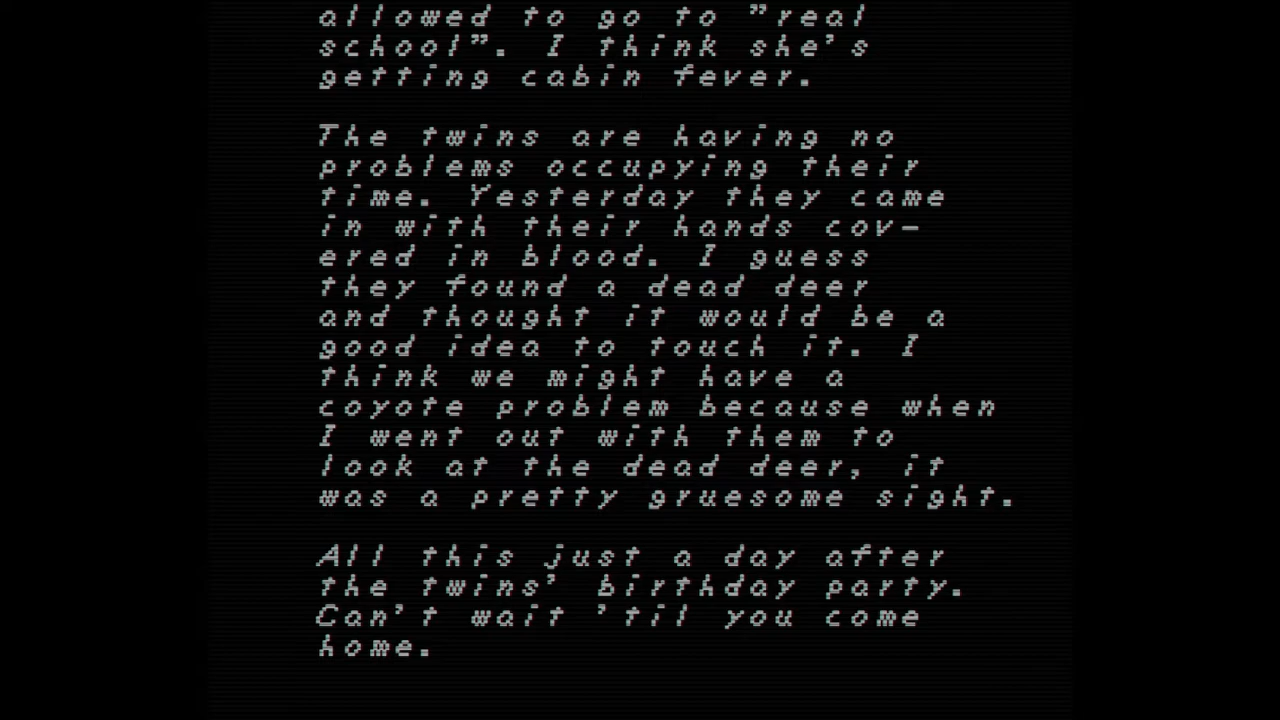 allowed to go to "real
school". I think she's
getting cabin fever.
The twins are having no
problems occupying their
time. Yesterday they came
in with their hands cov-
ered in blood. I guess
they found a dead deer
and thought it would be a
good idea to touch it. I
think we might have a
coyote problem because when
I went out with them to
look at the dead deer, it
was a pretty gruesome sight.
All this just a day after
the twins' birthday party.
Can't wait 'til you come
home.